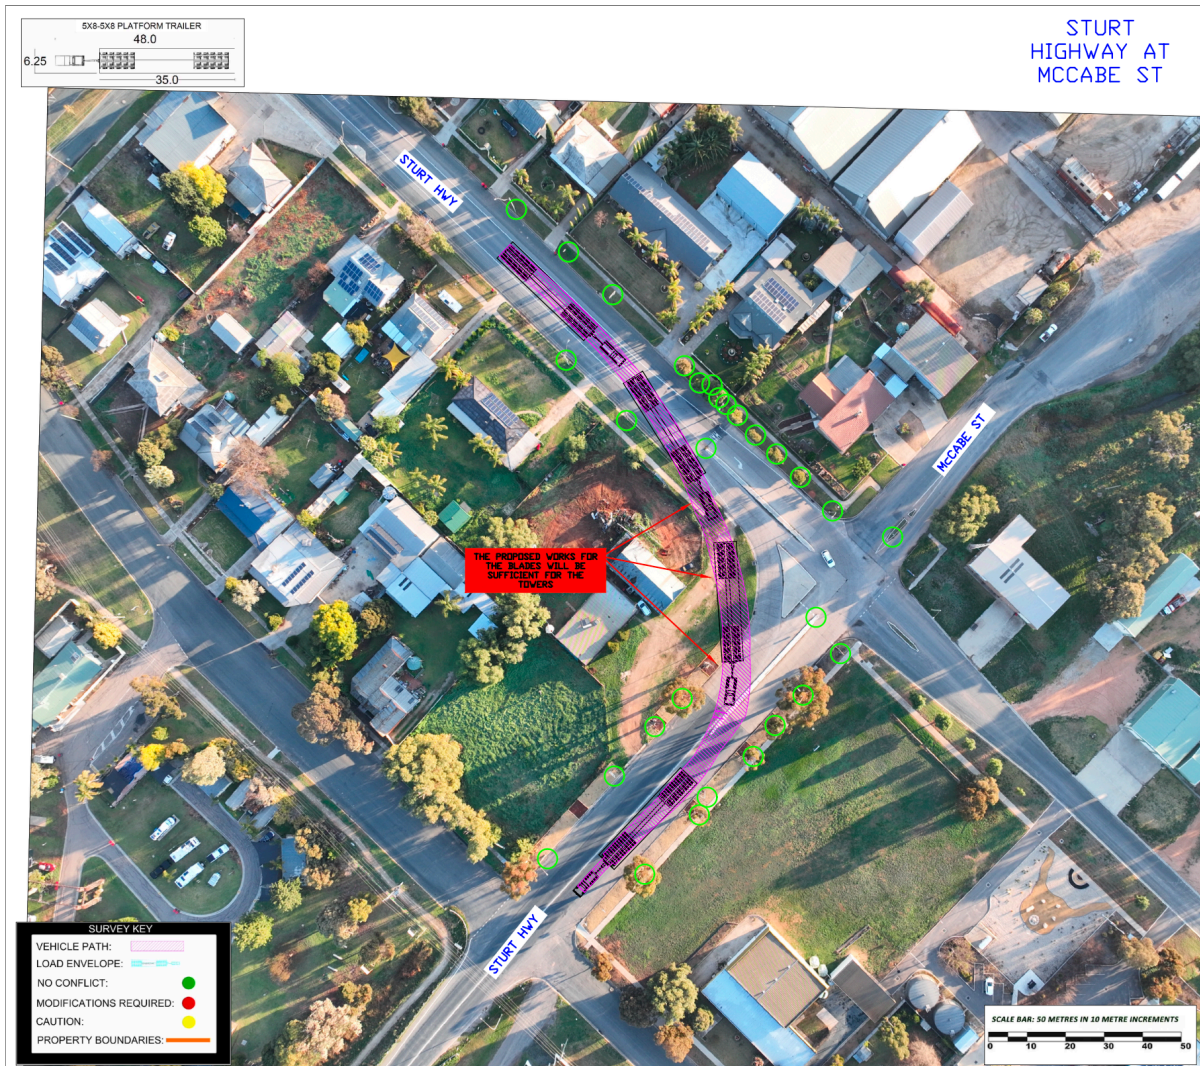 5X8-5X8 PLATFORM TRAILER
48.0
6.25
35.0
STURT
HIGHWAY AT
MCCABE ST
STURT HWY
McCABE ST
THE PROPOSED WORKS FOR
THE BLADES WILL BE
SUFFICIENT FOR THE
TOWERS
STURT HWY
SURVEY KEY
VEHICLE PATH:
LOAD ENVELOPE:
NO CONFLICT:
MODIFICATIONS REQUIRED:
CAUTION:
PROPERTY BOUNDARIES:
SCALE BAR: 50 METRES IN 10 METRE INCREMENTS
0 10 20 30 40 50